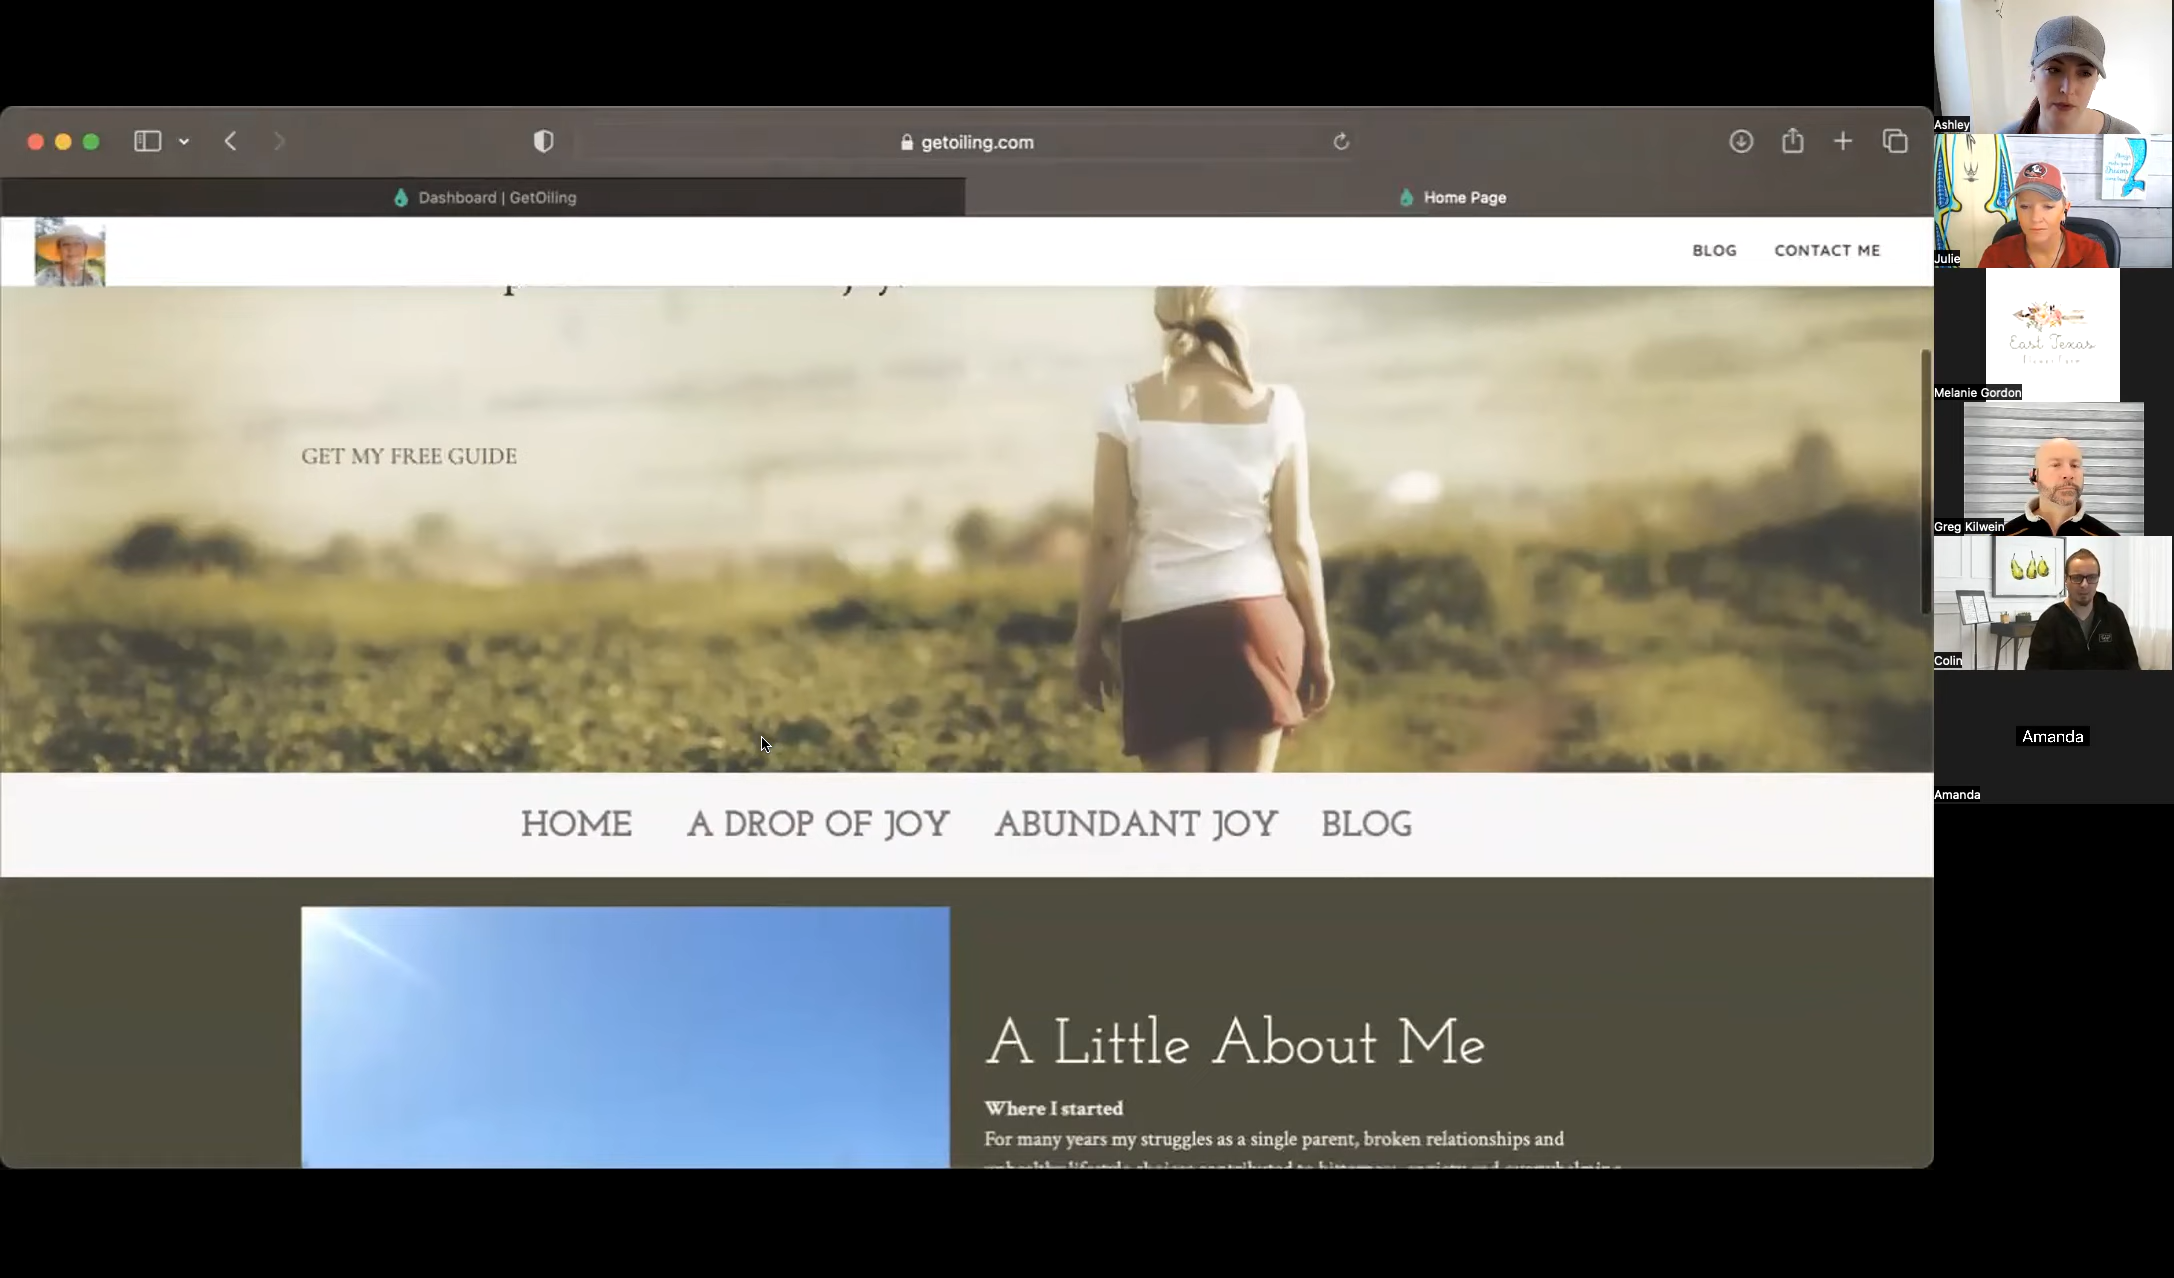 getoiling.com
Dashboard | GetOiling
Home Page
BLOG
CONTACT ME
GET MY FREE GUIDE
HOME
A DROP OF JOY
ABUNDANT JOY
BLOG
A Little About Me
Where I started
For many years my struggles as a single parent, broken relationships and
Ashley
Julie
East Texas
Melanie Gordon
Greg Kilwein
Colin
Amanda
Amanda